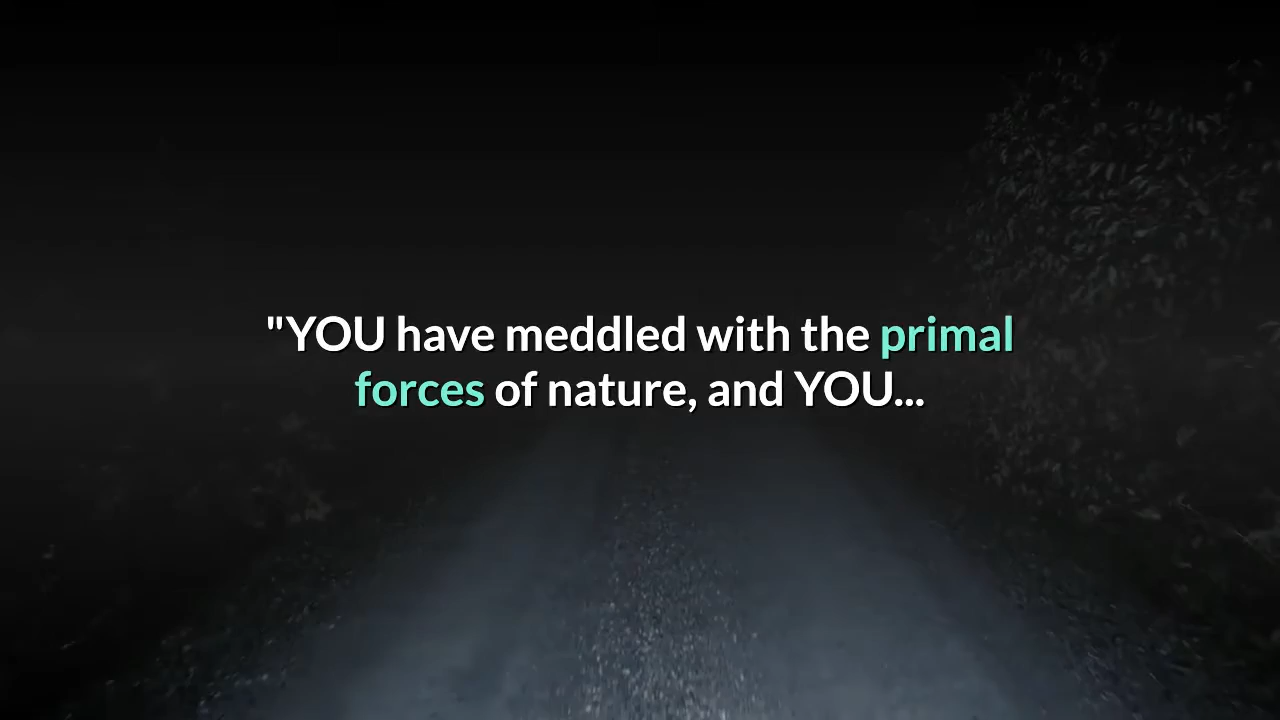 "YOU have meddled with the primal
forces of nature, and YOU...